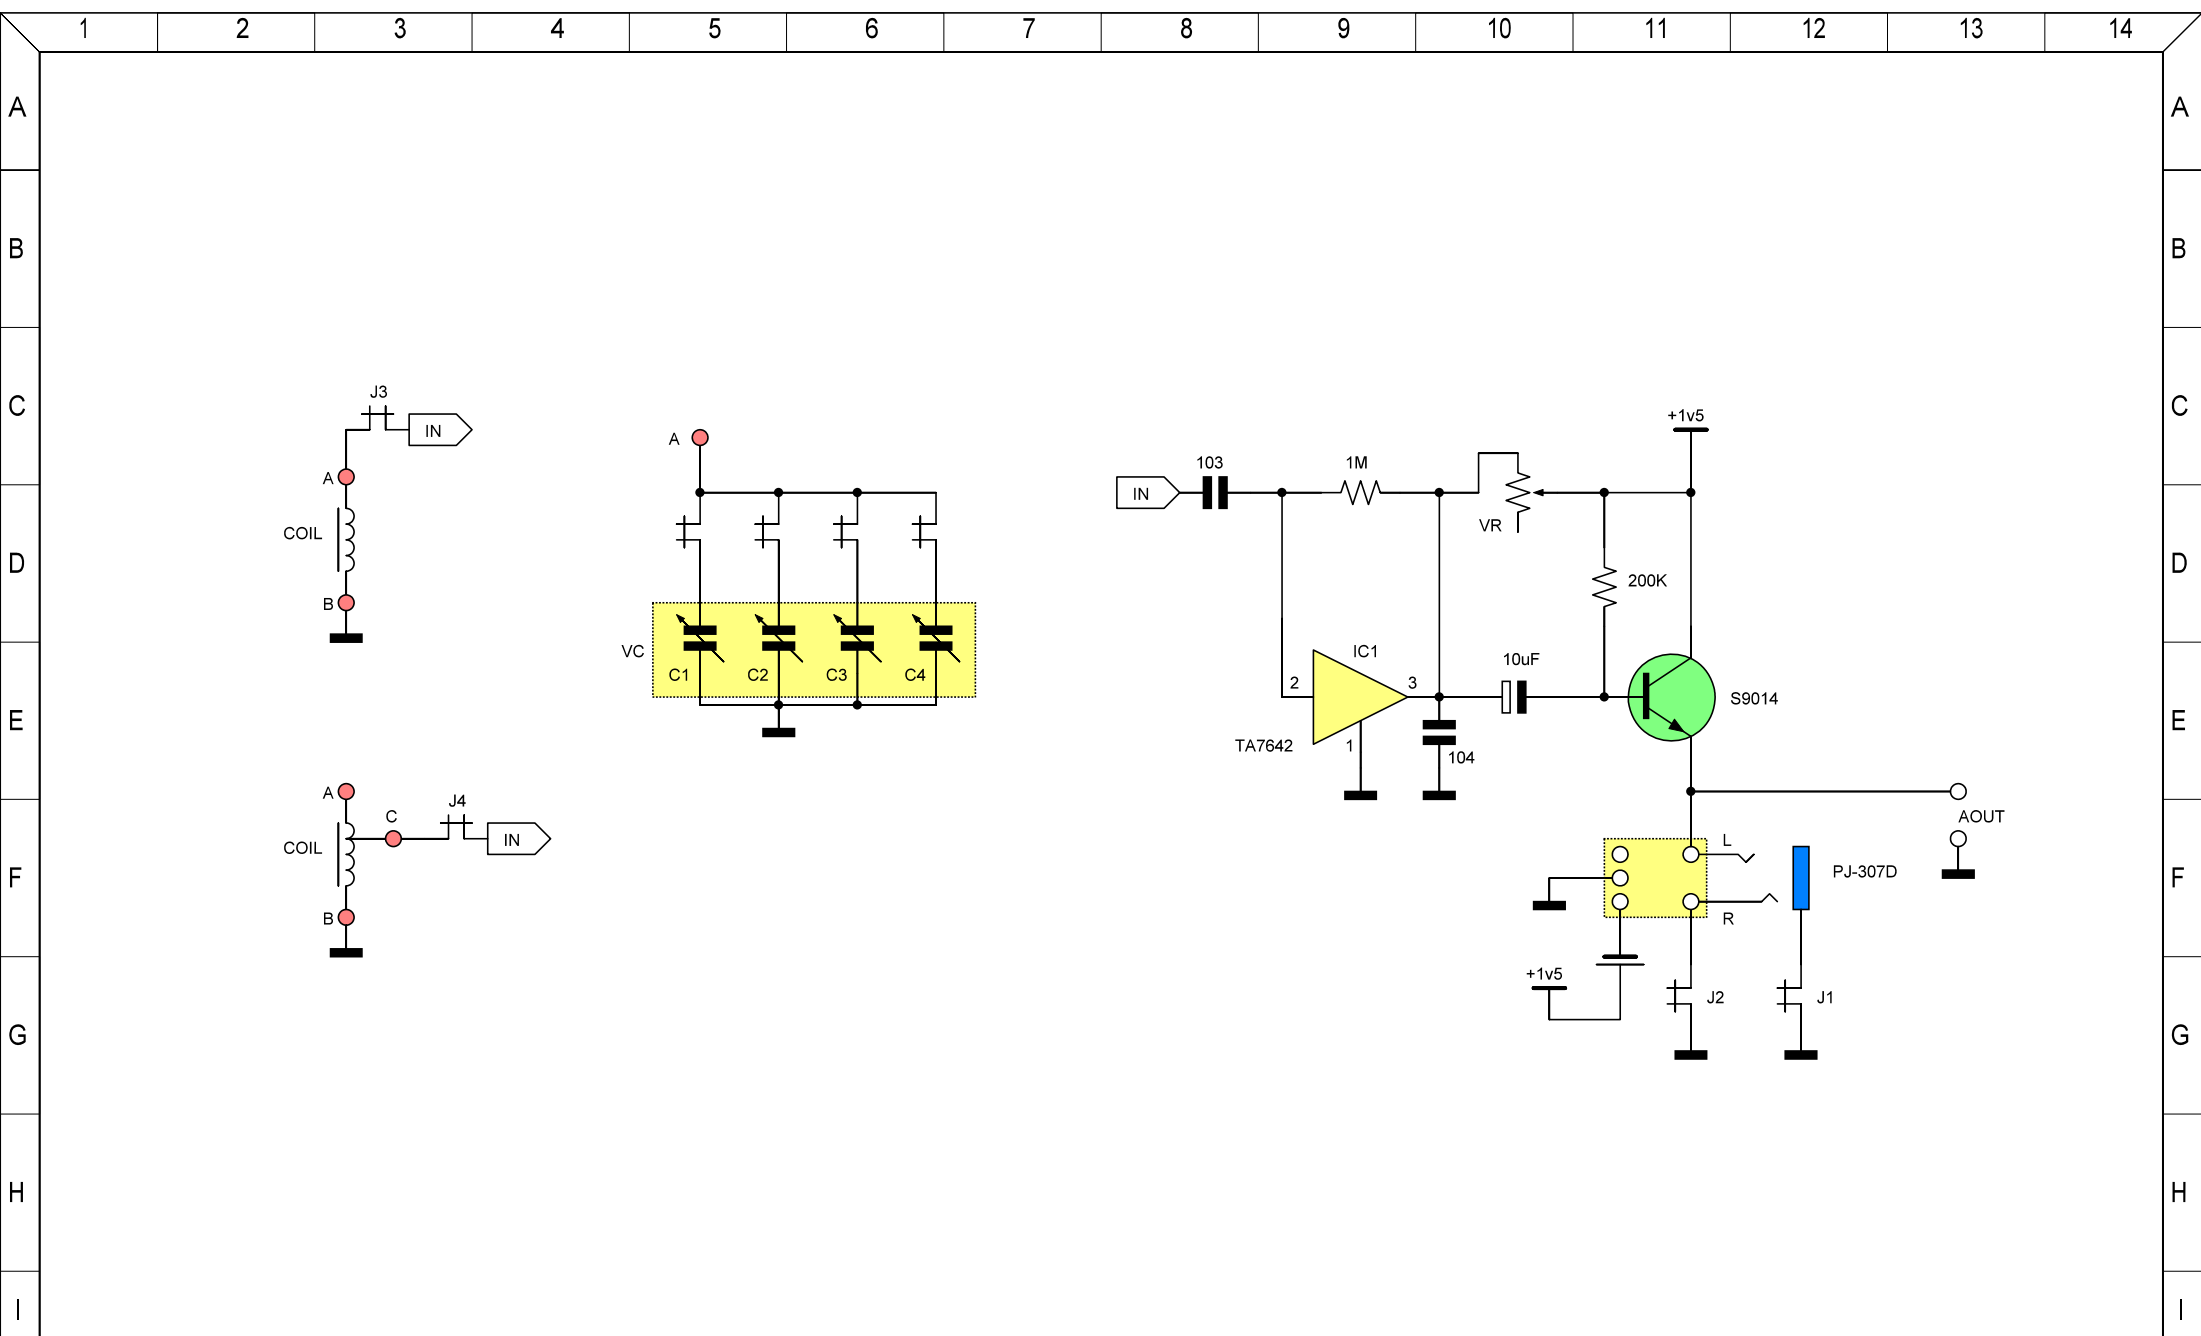 1 2 3 4 5 6 7 8 9 10 11 12 13 14
A A
B B
C C
D D
E E
F F
G G
H H
I I
J3
IN
A
COIL
B
A
C
J4
COIL
IN
B
A
VC
C1 C2 C3 C4
+1v5
103
1M
IN
VR
200K
IC1
10uF
2
3
S9014
TA7642
1
104
AOUT
L
PJ-307D
R
+1v5
J2
J1